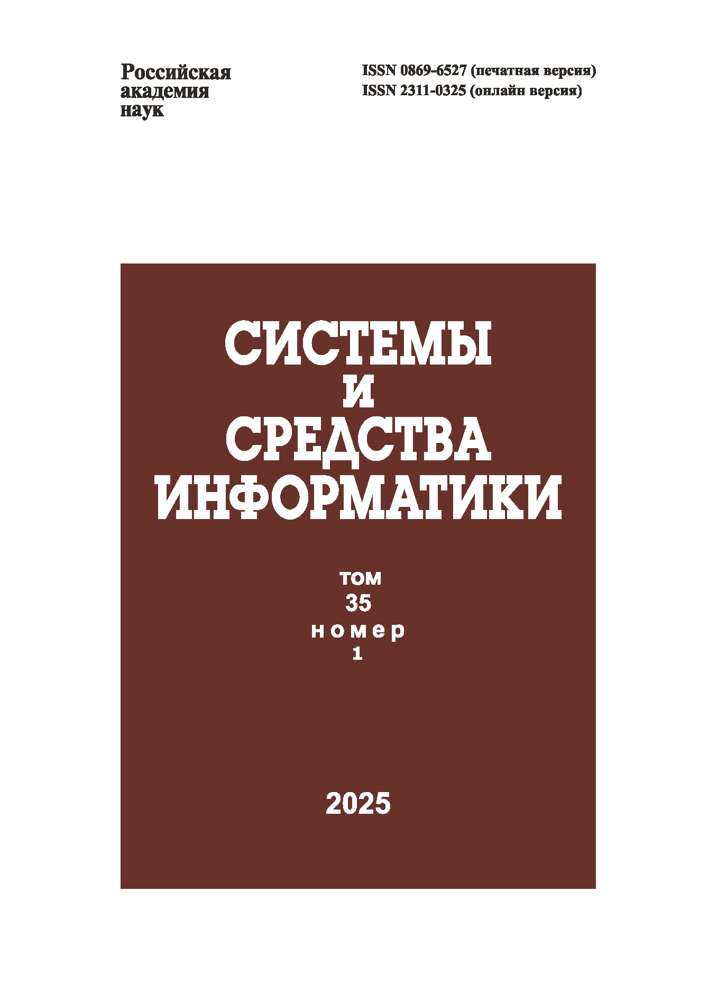 Российская
академия
наук
ISSN 0869-6527 (печатная версия)
ISSN 2311-0325 (онлайн версия)
СИСТЕМЫ
И
СРЕДСТВА
ИНФОРМАТИКИ
ТОМ
35
номер
1
2025